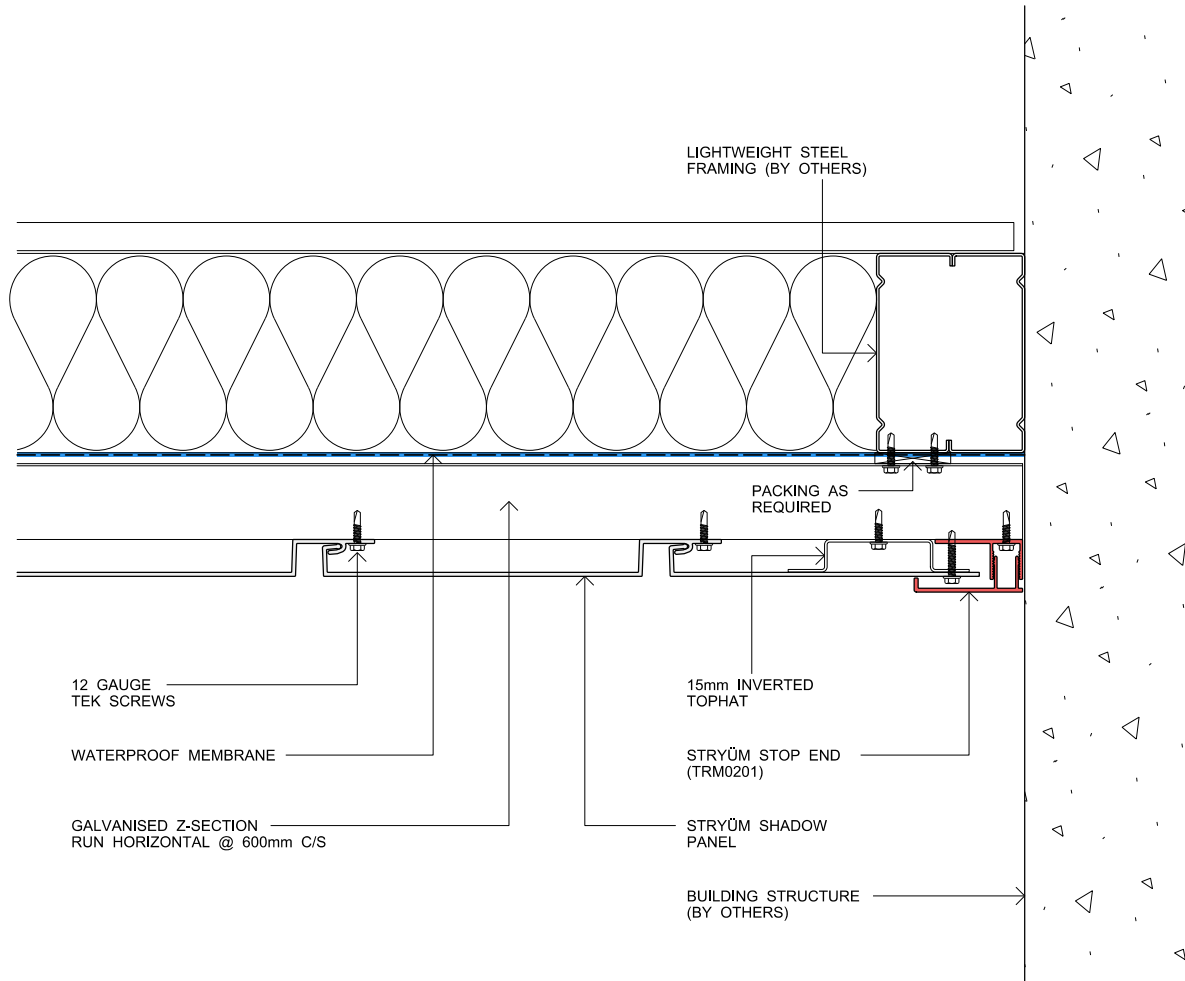 LIGHTWEIGHT STEEL
FRAMING (BY OTHERS)
PACKING AS
REQUIRED
12 GAUGE
TEK SCREWS
WATERPROOF MEMBRANE
GALVANISED Z-SECTION
RUN HORIZONTAL @ 600mm C/S
15mm INVERTED
TOPHAT
STRYÜM STOP END
(TRM0201)
STRYÜM SHADOW
PANEL
BUILDING STRUCTURE
(BY OTHERS)